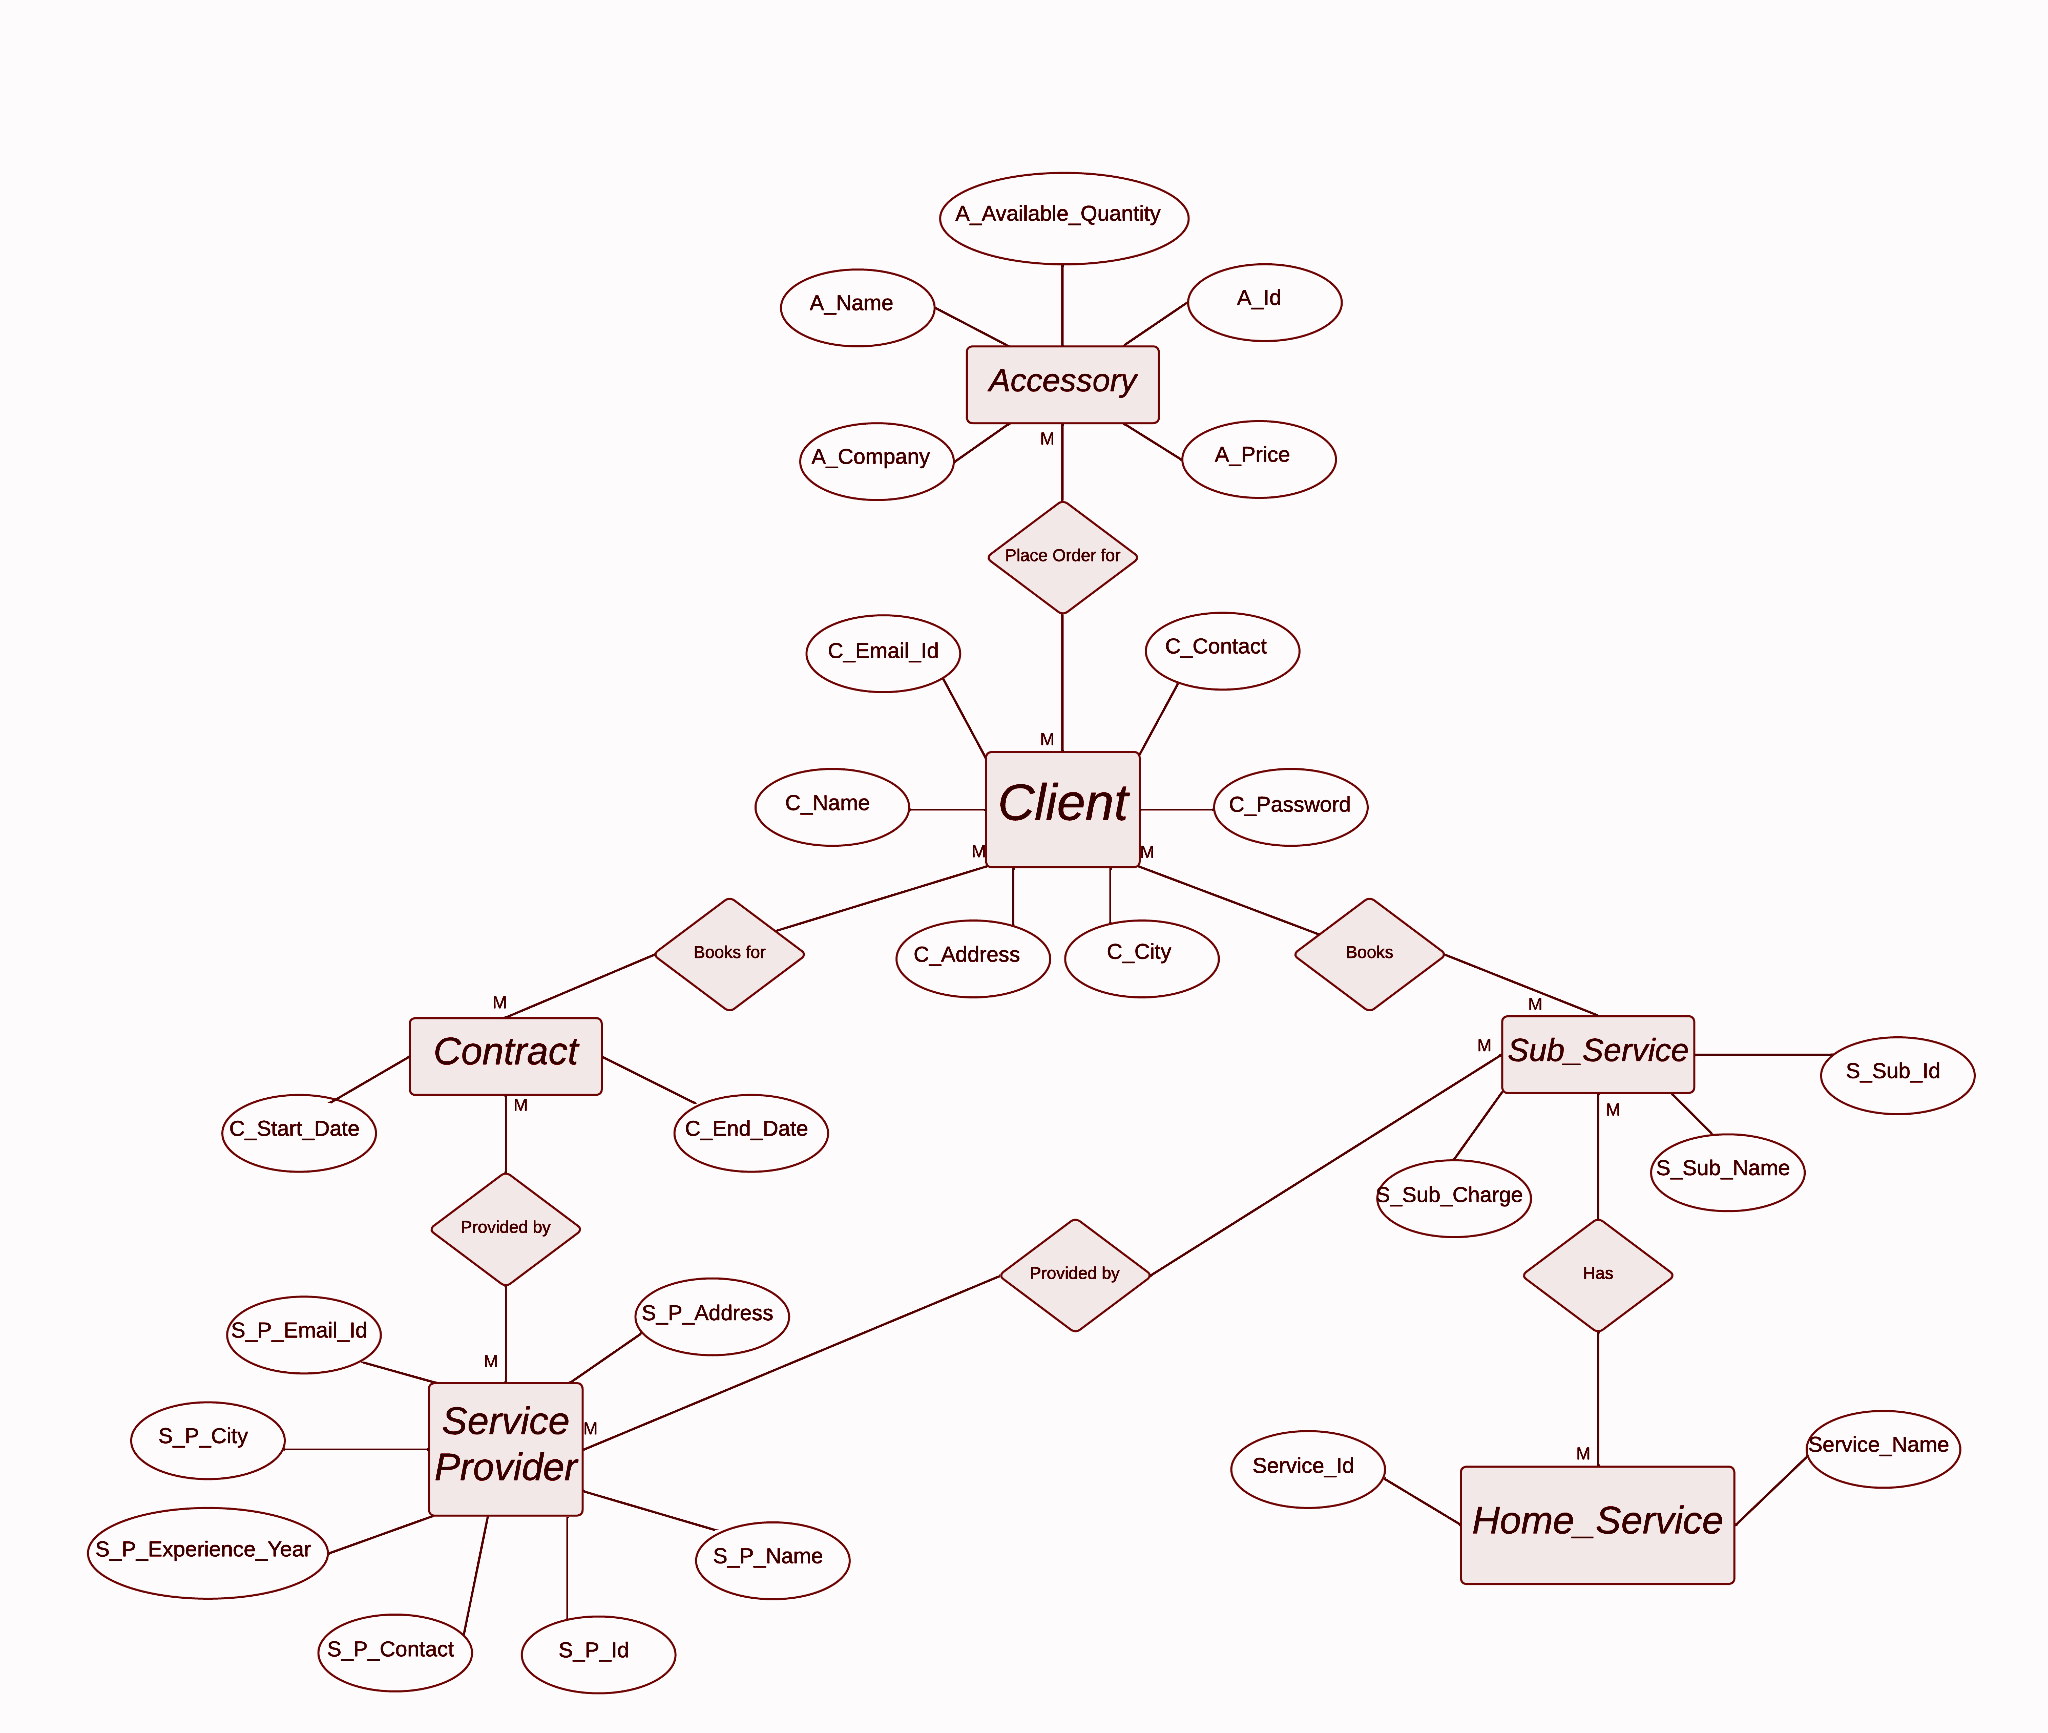 A_Available_Quantity
A_Name
A_Id
Accessory
M
A_Company
A_Price
Place Order for
C_Email_Id
C_Contact
M
Client
C_Name
C_Password
M
M
Books for
C_Address
C_City
Books
M
M
Contract
M
Sub_Service
S_Sub_Id
M
M
C_Start_Date
C_End_Date
S_Sub_Name
S_Sub_Charge
Provided by
Provided by
Has
S_P_Email_Id
S_P_Address
M
Service
Provider
M
S_P_City
M
Service_Id
Service_Name
Home_Service
S_P_Experience_Year
S_P_Name
S_P_Contact
S_P_Id